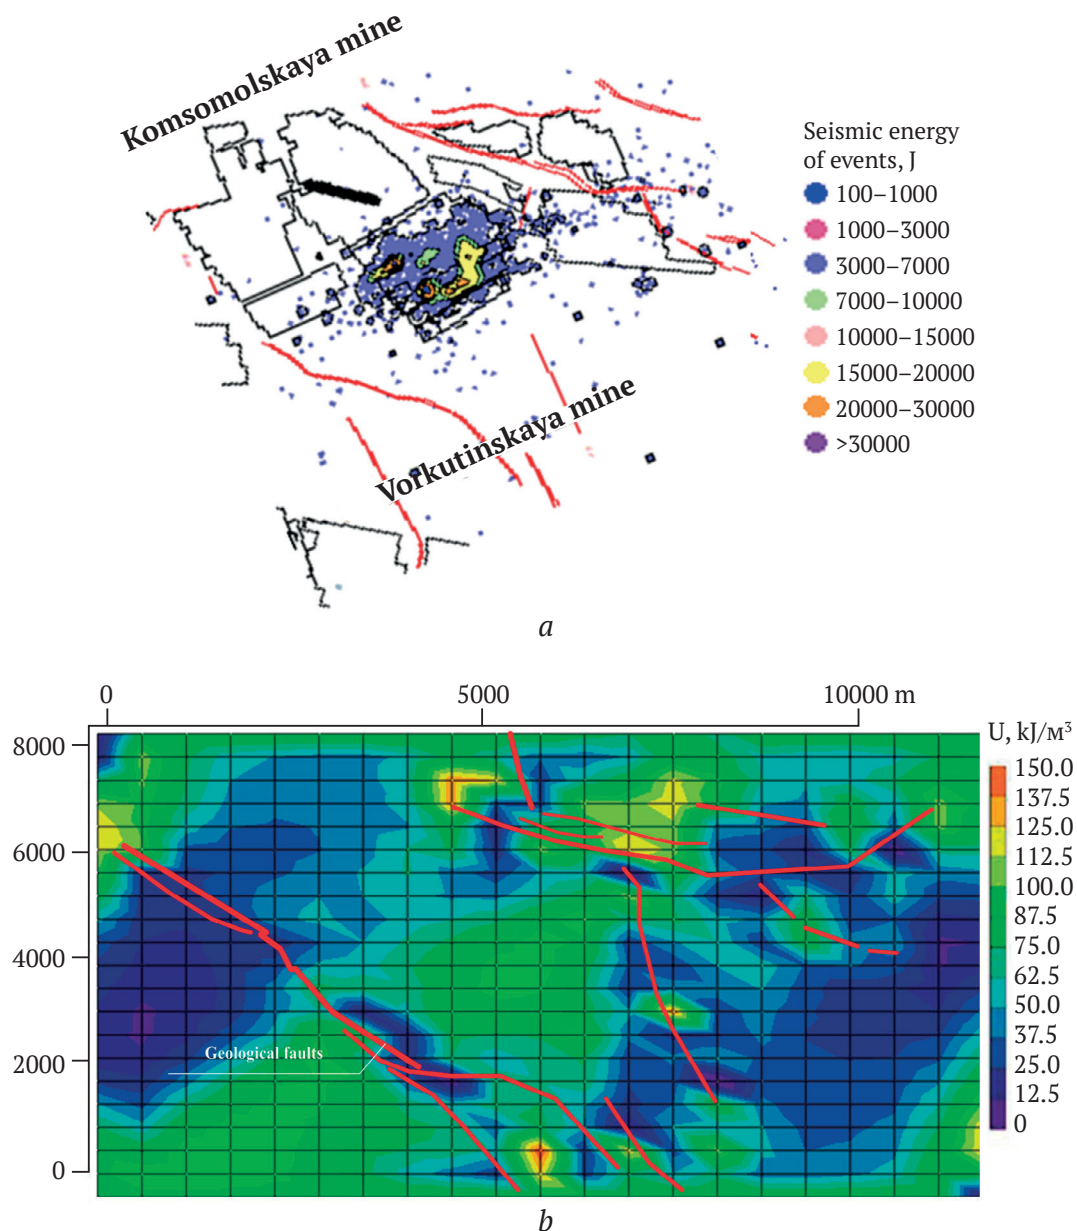 Komsomolskaya mine
Seismic energy
of events, J
100–1000
1000–3000
3000–7000
7000–10000
10000–15000
15000–20000
20000–30000
>30000
Vorkutinskaya mine
a
0 5000 10000 m
U, kJ/м³
8000
6000
4000
2000
0
Geological faults
150.0
137.5
125.0
112.5
100.0
87.5
75.0
62.5
50.0
37.5
25.0
12.5
0
b